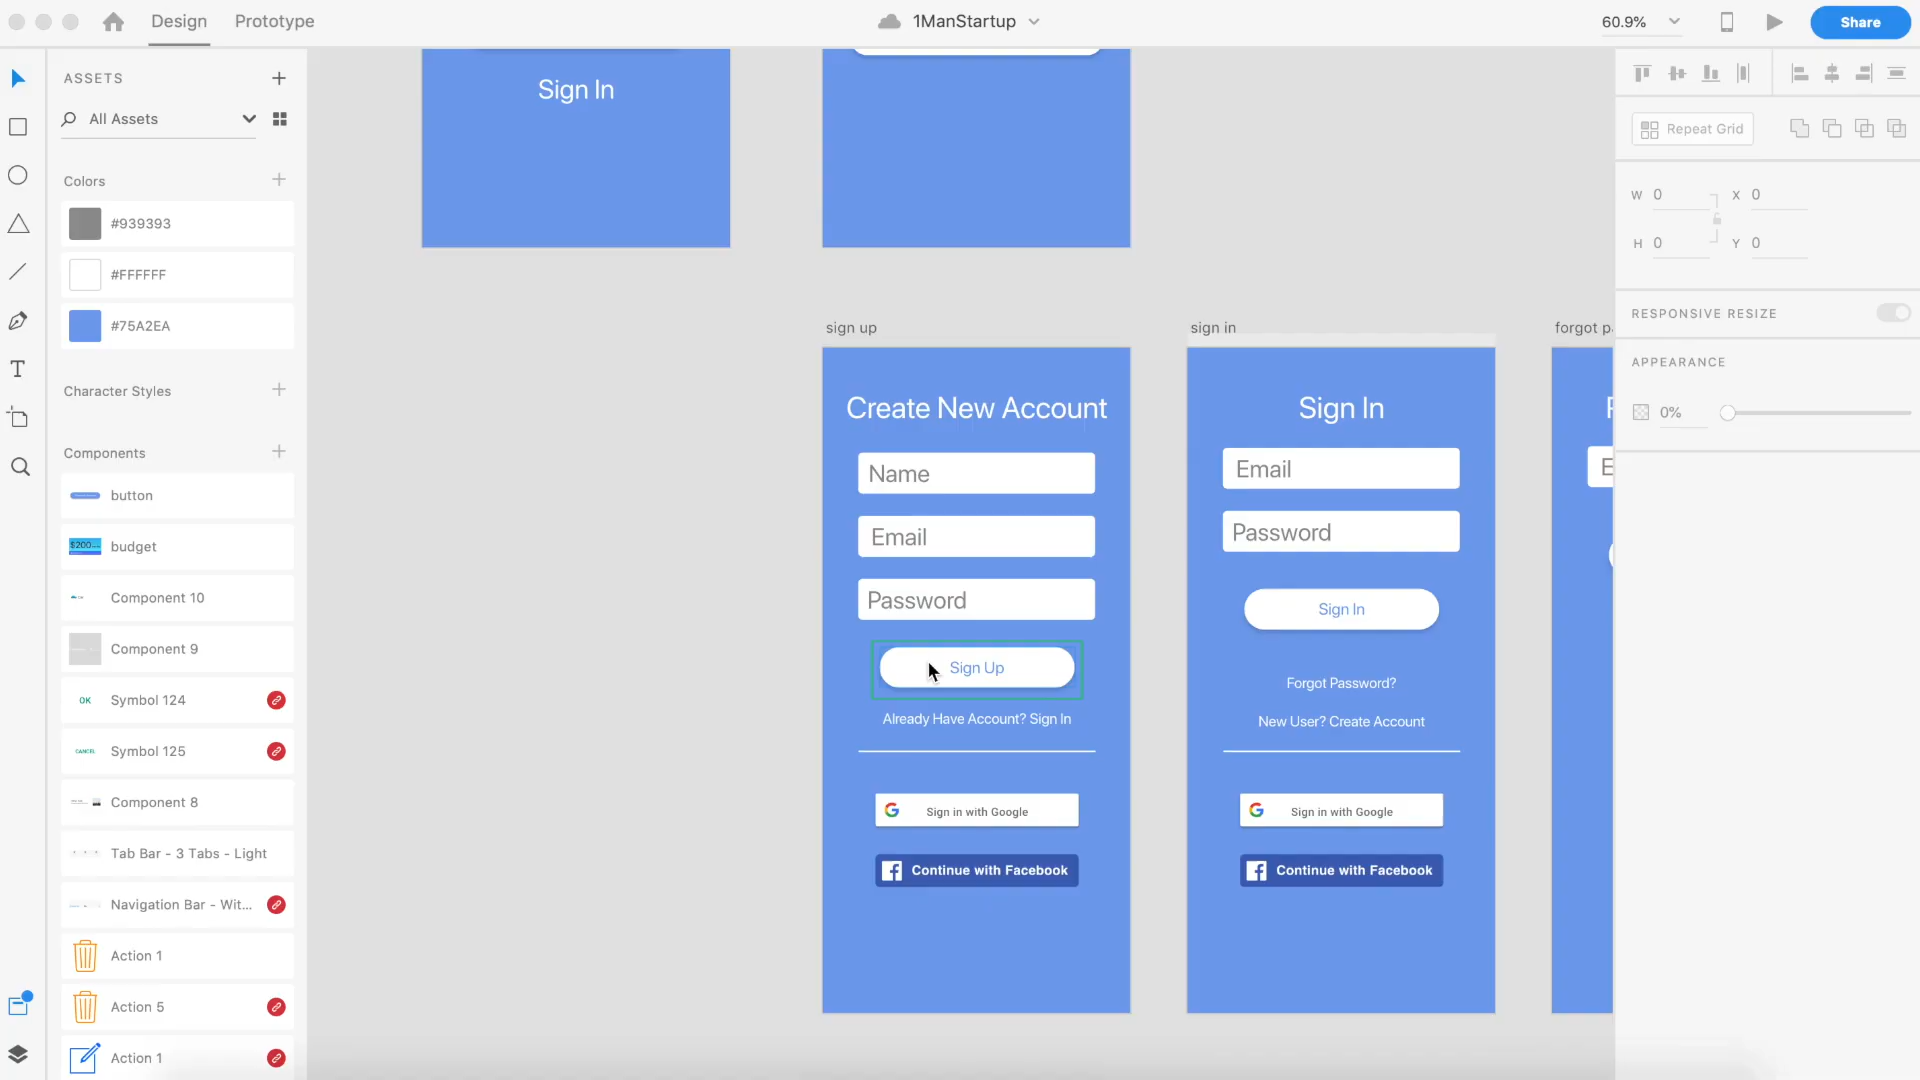 Design
Prototype
1ManStartup
60.9%
Share
ASSETS
All Assets
Colors
#939393
#FFFFFF
#75A2EA
Character Styles
Components
button
$200
budget
Component 10
Component 9
OK
Symbol 124
CANCEL
Symbol 125
Component 8
Tab Bar - 3 Tabs - Light
Navigation Bar - Wit...
Action 1
Action 5
Action 1
Sign In
sign up
Create New Account
Name
Email
Password
Sign Up
Already Have Account? Sign In
Sign in with Google
Continue with Facebook
sign in
Sign In
Email
Password
Sign In
Forgot Password?
New User? Create Account
Sign in with Google
Continue with Facebook
forgot p
Repeat Grid
W 0 X 0
H 0 Y 0
RESPONSIVE RESIZE
APPEARANCE
0%